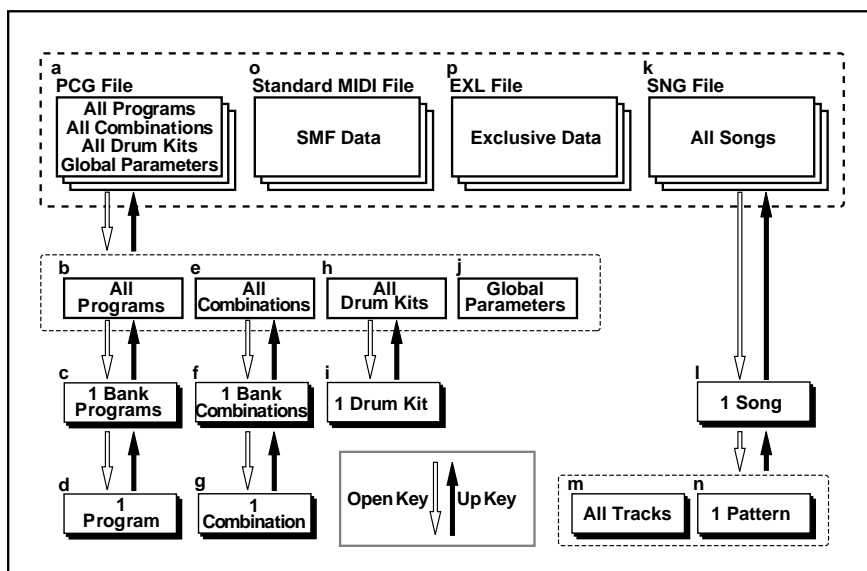 a
PCG File
All Programs
All Combinations
All Drum Kits
Global Parameters
o
Standard MIDI File
SMF Data
p
EXL File
Exclusive Data
k
SNG File
All Songs
b
All
Programs
e
All
Combinations
h
All
Drum Kits
j
Global
Parameters
c
1 Bank
Programs
f
1 Bank
Combinations
i
1 Drum Kit
l
1 Song
d
1
Program
g
1
Combination
Open Key
Up Key
m
All Tracks
n
1 Pattern